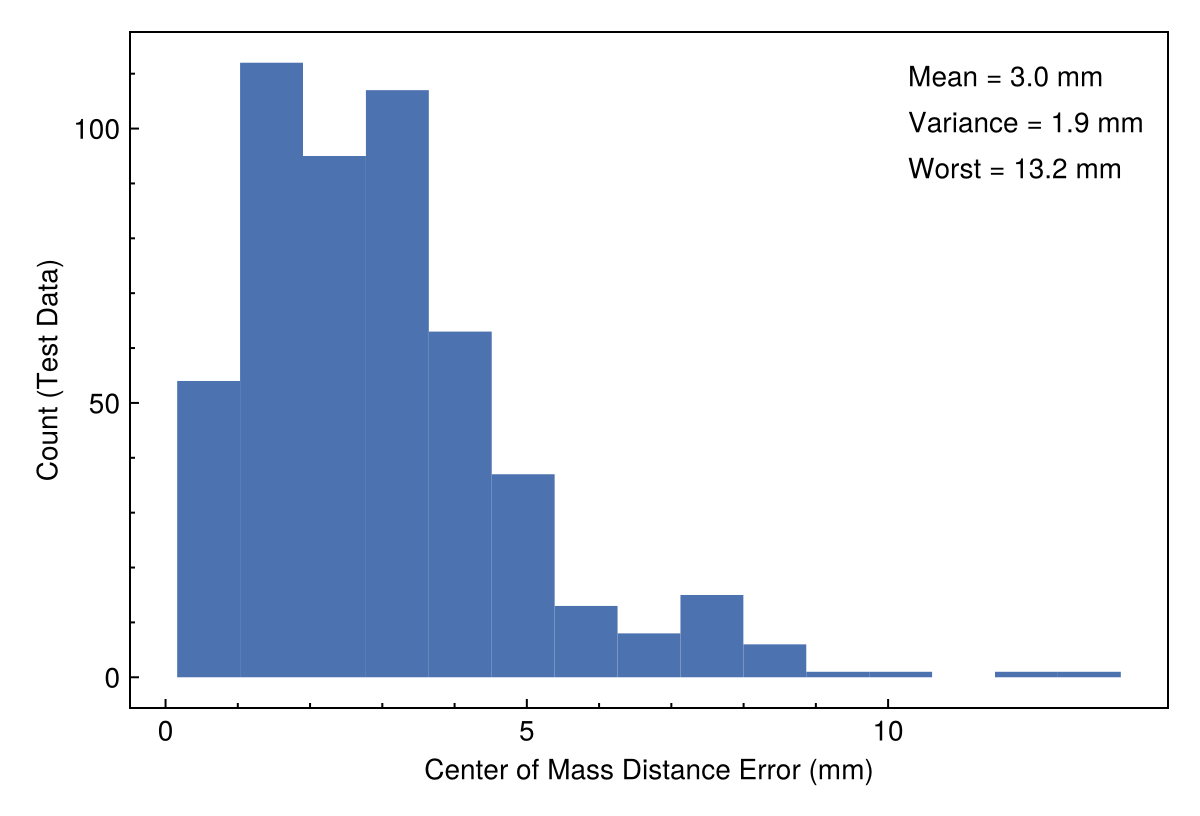 Mean = 3.0 mm
Variance = 1.9 mm
Worst = 13.2 mm
100
50
0
Count (Test Data)
0 5 10
Center of Mass Distance Error (mm)